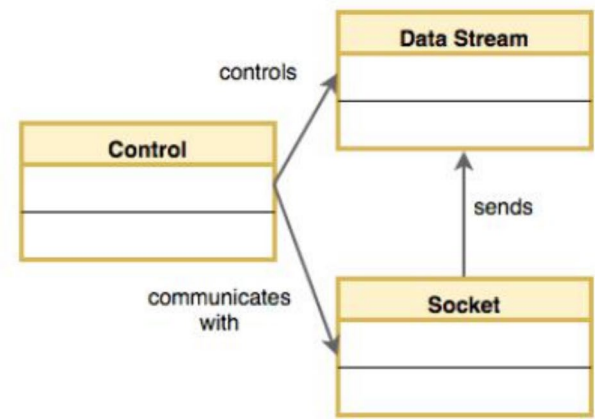 Data Stream
controls
Control
sends
communicates
with
Socket